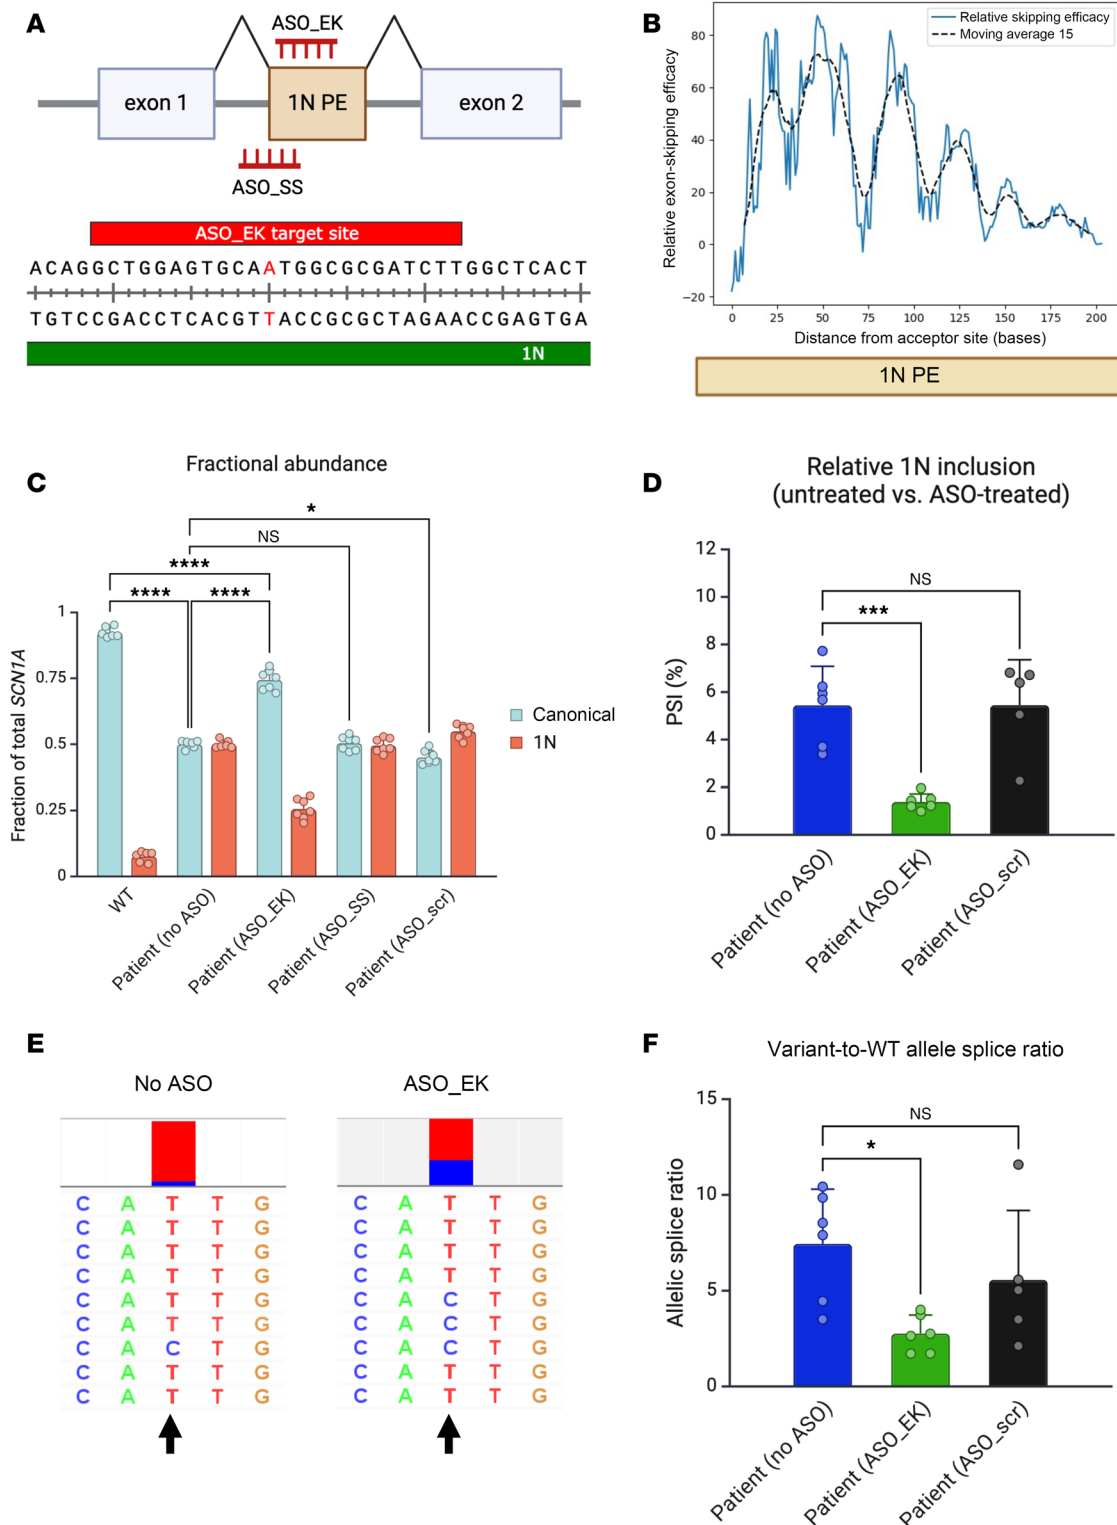 A
ASO_EK
exon 1
1N PE
exon 2
ASO_SS
ASO_EK target site
ACAGGCTGGAGTGCAATGGCGCGATCTTGGCTCACT
TGTCCGACCTCACGTTACCGCGCTAGAACCGAGTGA
1N
B
Relative skipping efficacy
Moving average 15
Relative exon-skipping efficacy
80
60
40
20
0
−20
0 25 50 75 100 125 150 175 200
Distance from acceptor site (bases)
1N PE
C
Fractional abundance
*
NS
****
**** ****
Fraction of total SCN1A
1
0.75
0.5
0.25
0
Canonical
1N
WT
Patient (no ASO)
Patient (ASO_EK)
Patient (ASO_SS)
Patient (ASO_scr)
D
Relative 1N inclusion
(untreated vs. ASO-treated)
NS
***
PSI (%)
12
10
8
6
4
2
0
Patient (no ASO)
Patient (ASO_EK)
Patient (ASO_scr)
E
No ASO
C A T T G
C A T T G
C A T T G
C A T T G
C A T T G
C A T T G
C A C T G
C A T T G
C A T T G
ASO_EK
C A T T G
C A T T G
C A T T G
C A T T G
C A C T G
C A C T G
C A C T G
C A T T G
C A T T G
F
Variant-to-WT allele splice ratio
NS
*
Allelic splice ratio
15
10
5
0
Patient (no ASO)
Patient (ASO_EK)
Patient (ASO_scr)